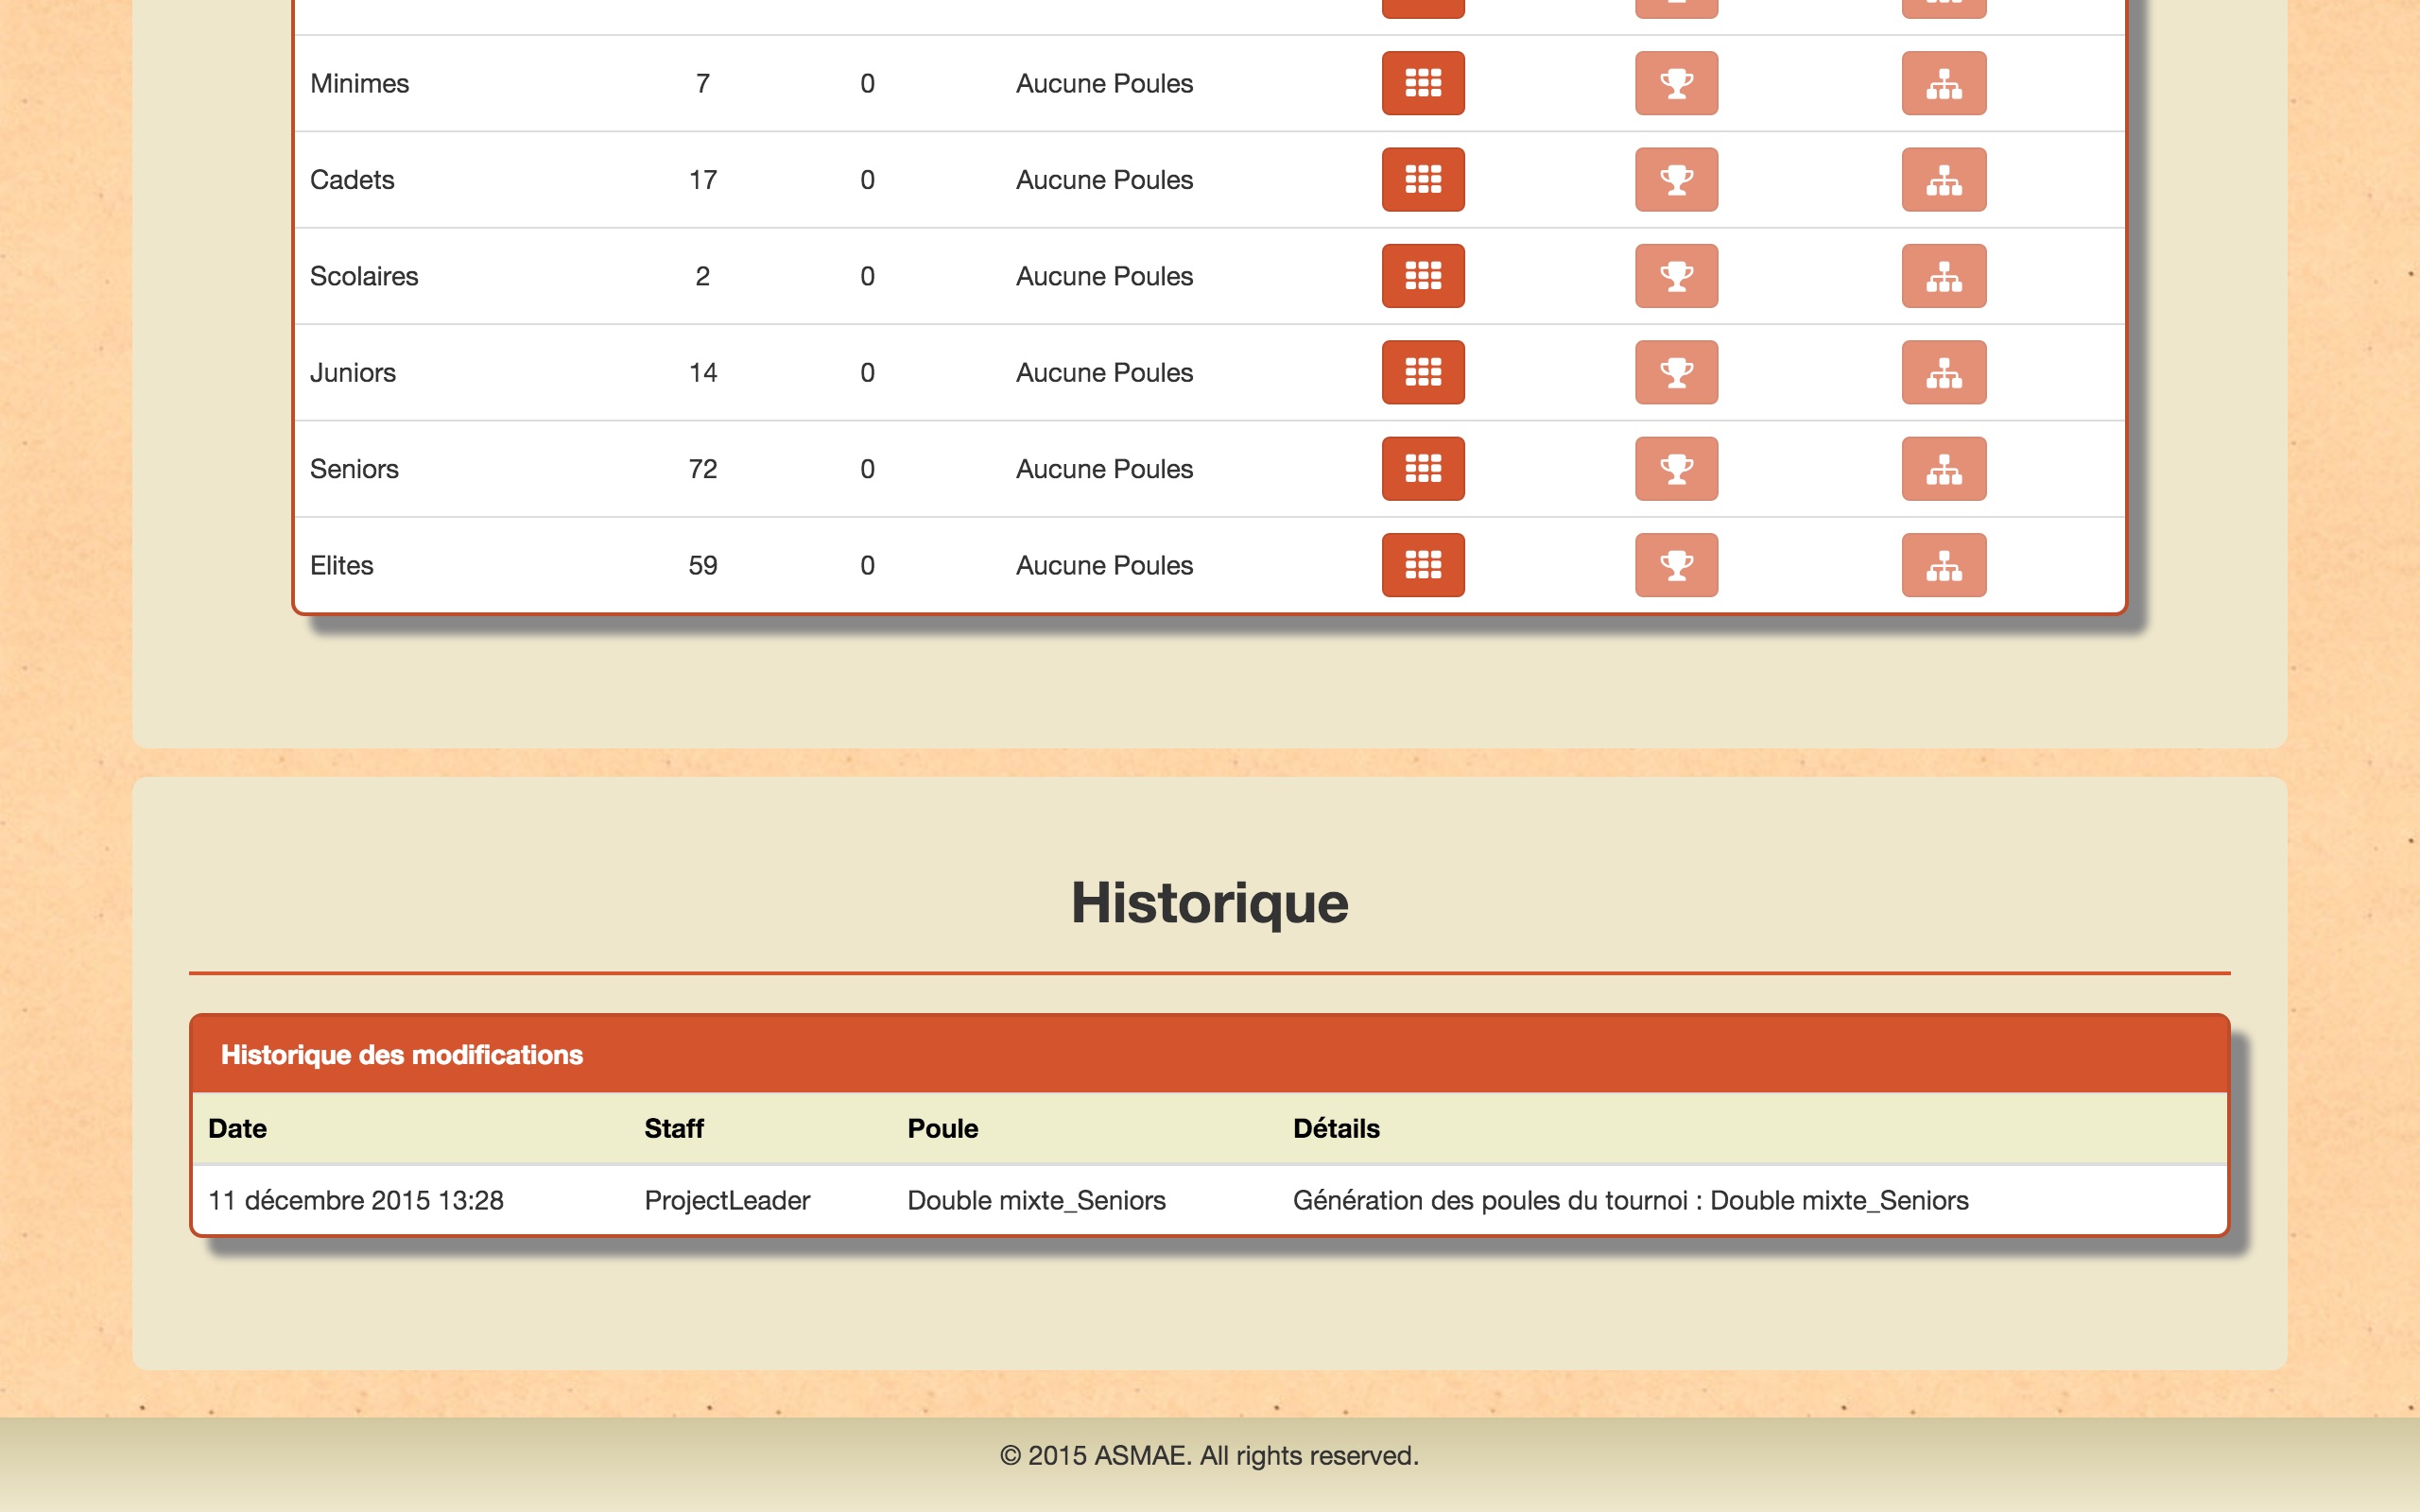 Minimes 7 0 Aucune Poules
Cadets 17 0 Aucune Poules
Scolaires 2 0 Aucune Poules
Juniors 14 0 Aucune Poules
Seniors 72 0 Aucune Poules
Elites 59 0 Aucune Poules
Historique
Historique des modifications
Date Staff Poule Détails
11 décembre 2015 13:28 ProjectLeader Double mixte_Seniors Génération des poules du tournoi : Double mixte_Seniors
© 2015 ASMAE. All rights reserved.